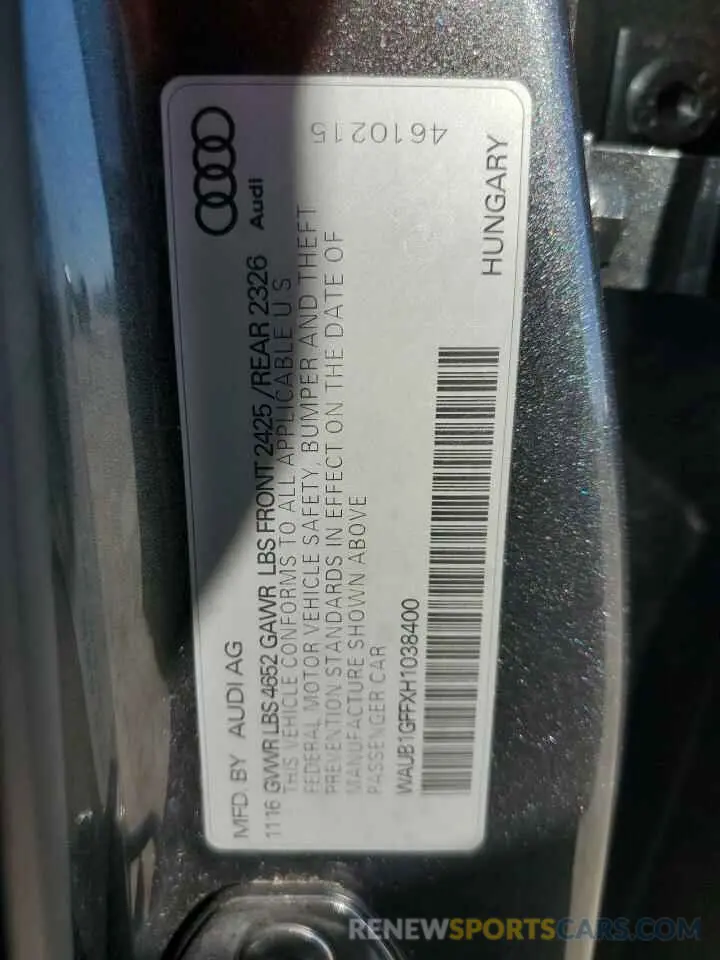 MFD. BY AUDI AG
11 16 GVWR LBS 4652 GAWR LBS FRONT 2425 /REAR 2326
Audi
THIS VEHICLE CONFORMS TO ALL APPLICABLE U S
FEDERAL MOTOR VEHICLE SAFETY, BUMPER AND THEFT
PREVENTION STANDARDS IN EFFECT ON THE DATE OF
MANUFACTURE SHOWN ABOVE
PASSENGER CAR
4610215
WAUB1GFFXH1038400
HUNGARY
RENEWSPORTSCARS.COM